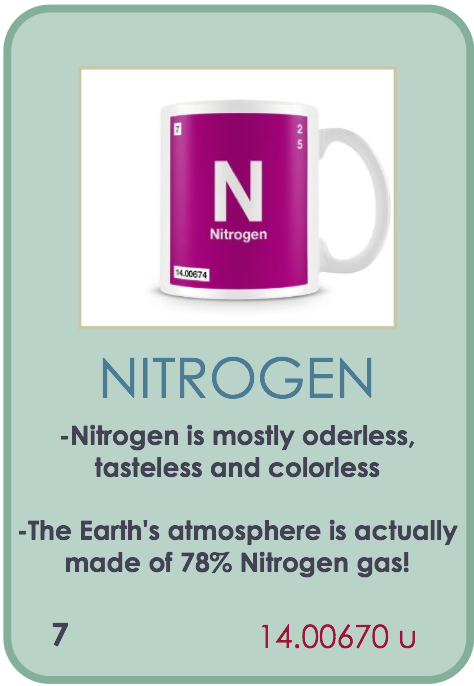 7
2
5
N
Nitrogen
14.00674
NITROGEN
-Nitrogen is mostly oderless,
tasteless and colorless
-The Earth's atmosphere is actually
made of 78% Nitrogen gas!
7 14.00670 u